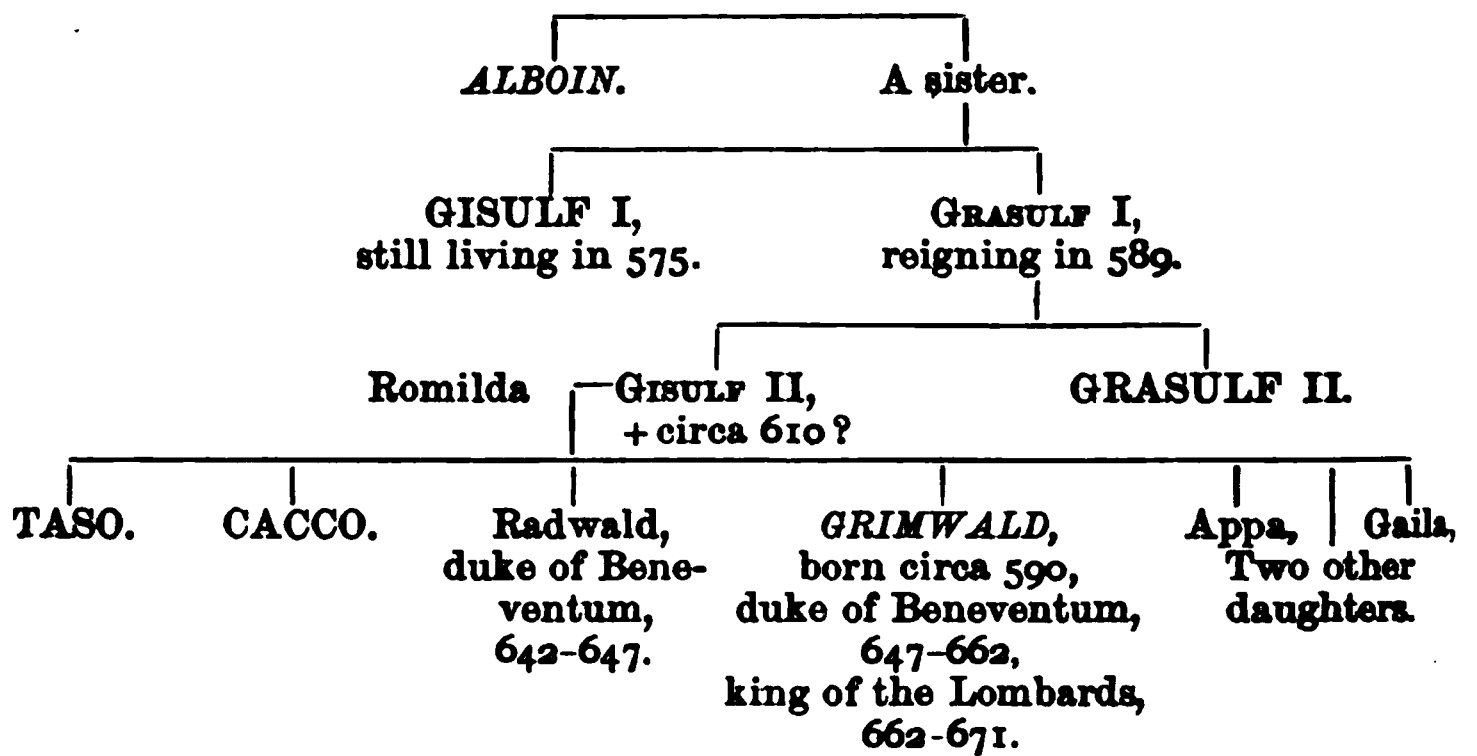 ALBOIN. A sister.
GISULF I, GRASULF I,
still living in 575. reigning in 589.
Romilda GISULF II, GRASULF II.
+ circa 610?
TASO. CACCO. Radwald, GRIMWALD, Appa, Gaila,
duke of Bene- born circa 590, Two other
ventum, duke of Beneventum, daughters.
642-647. 647-662,
king of the Lombards,
662-671.